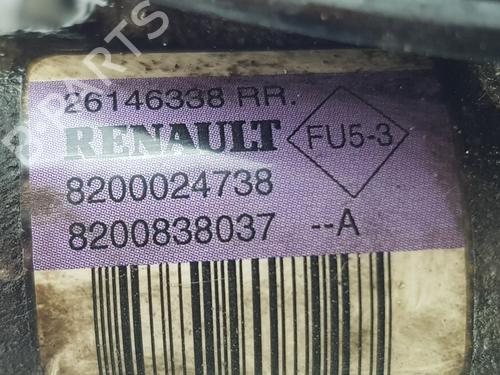 26146338 RR.
RENAULT
FU5-3
8200024738
8200838037 --A
B-PARTS